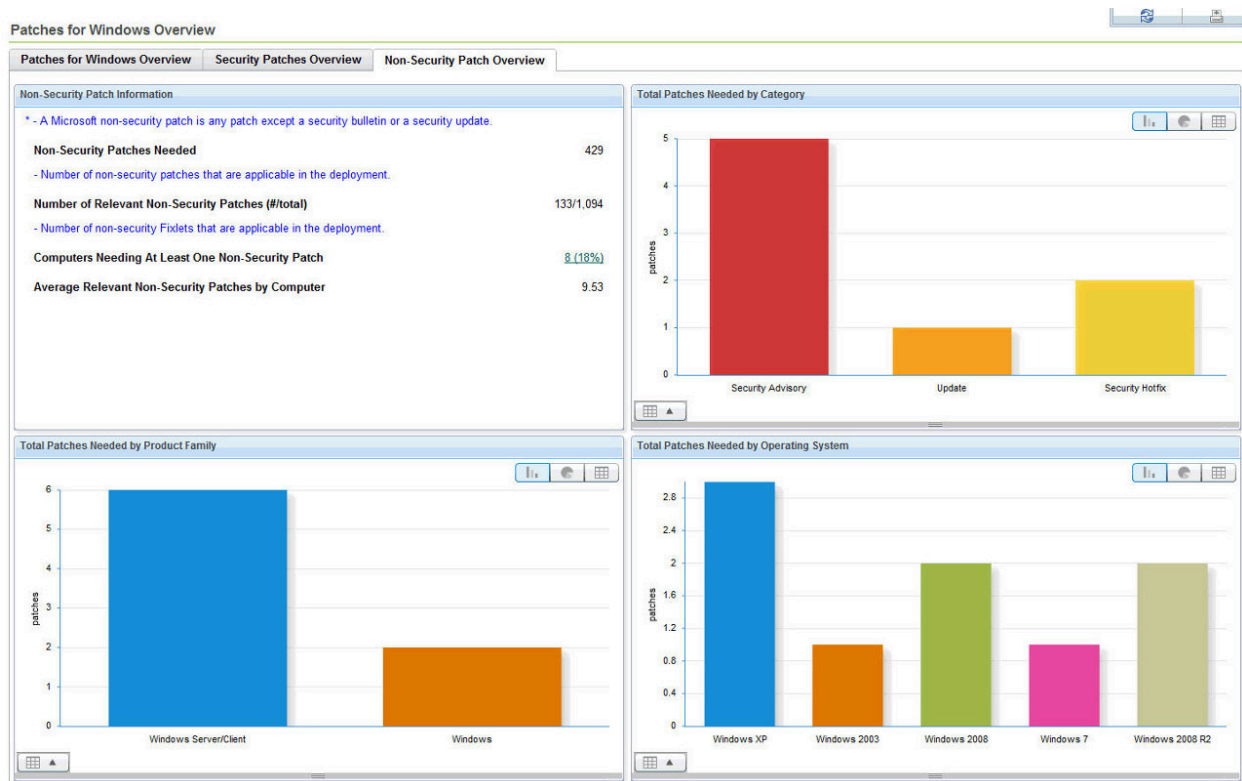 Patches for Windows Overview
Patches for Windows Overview
Security Patches Overview
Non-Security Patch Overview
Non-Security Patch Information
* - A Microsoft non-security patch is any patch except a security bulletin or a security update.
Non-Security Patches Needed 429
- Number of non-security patches that are applicable in the deployment.
Number of Relevant Non-Security Patches (#/total) 133/1,094
- Number of non-security Fixlets that are applicable in the deployment.
Computers Needing At Least One Non-Security Patch 8 (18%)
Average Relevant Non-Security Patches by Computer 9.53
Total Patches Needed by Category
patches
5
4
3
2
1
0
Security Advisory
Update
Security Hotfix
Total Patches Needed by Product Family
patches
6
5
4
3
2
1
0
Windows Server/Client
Windows
Total Patches Needed by Operating System
patches
2.8
2.4
2
1.6
1.2
0.8
0.4
0
Windows XP
Windows 2003
Windows 2008
Windows 7
Windows 2008 R2